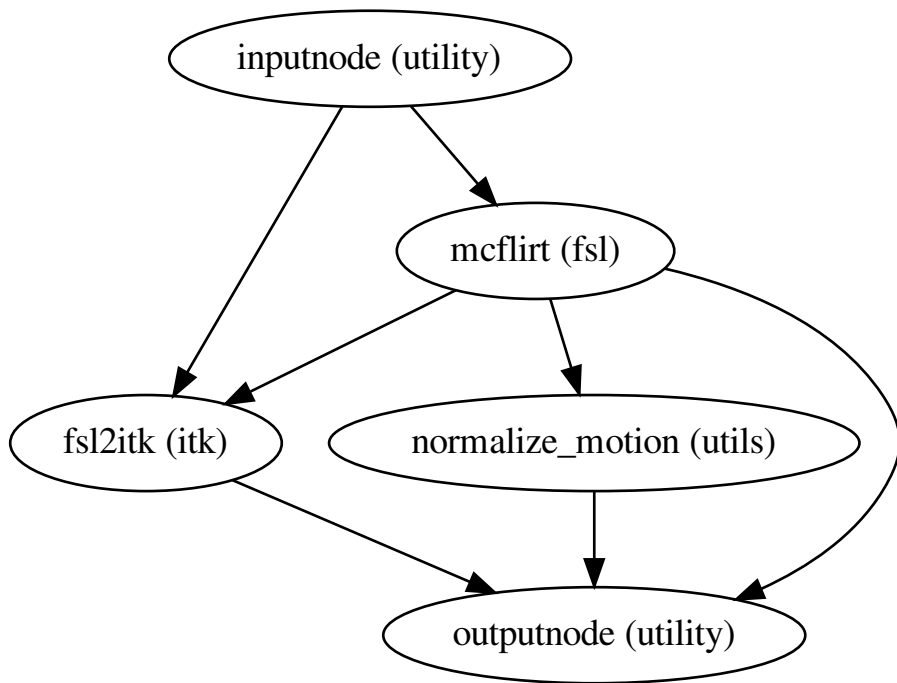 inputnode (utility)
mcflirt (fsl)
fsl2itk (itk)
normalize_motion (utils)
outputnode (utility)